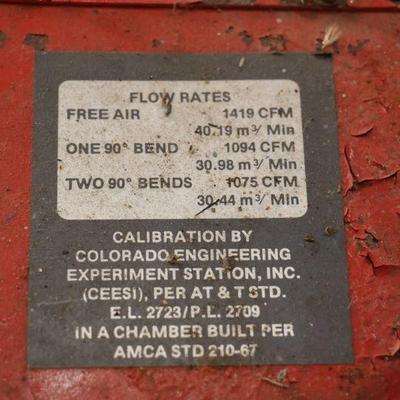 FLOW RATES
FREE AIR 1419 CFM
40.19 m³/ Min
ONE 90° BEND 1094 CFM
30.98 m³/ Min
TWO 90° BENDS 1075 CFM
30.44 m³/ Min
CALIBRATION BY
COLORADO ENGINEERING
EXPERIMENT STATION, INC.
(CEESI), PER AT & T STD.
E.L. 2723/P.L. 2709
IN A CHAMBER BUILT PER
AMCA STD 210-67